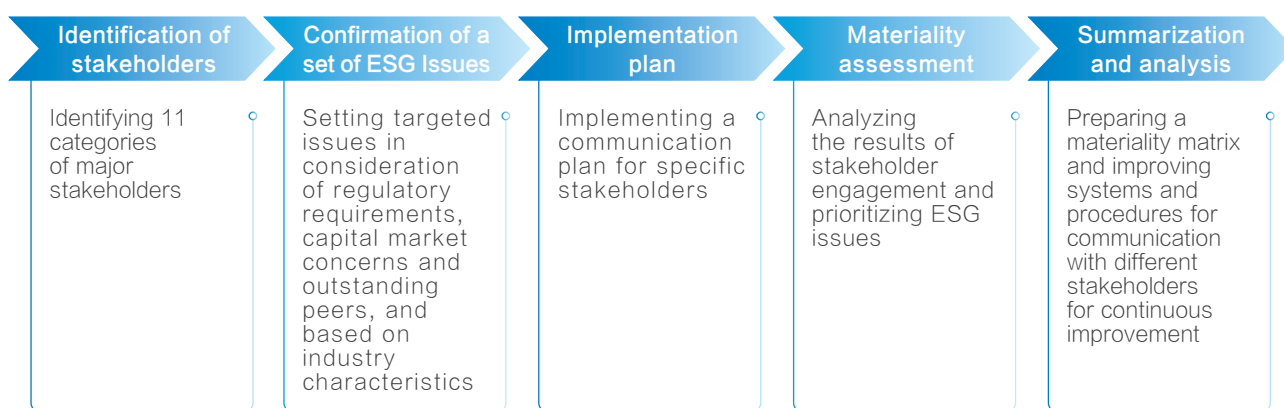 Identification of
stakeholders
Identifying 11
categories
of major
stakeholders
Confirmation of a
set of ESG Issues
Setting targeted
issues in
consideration
of regulatory
requirements,
capital market
concerns and
outstanding
peers, and
based on
industry
characteristics
Implementation
plan
Implementing a
communication
plan for specific
stakeholders
Materiality
assessment
Analyzing
the results of
stakeholder
engagement and
prioritizing ESG
issues
Summarization
and analysis
Preparing a
materiality matrix
and improving
systems and
procedures for
communication
with different
stakeholders
for continuous
improvement